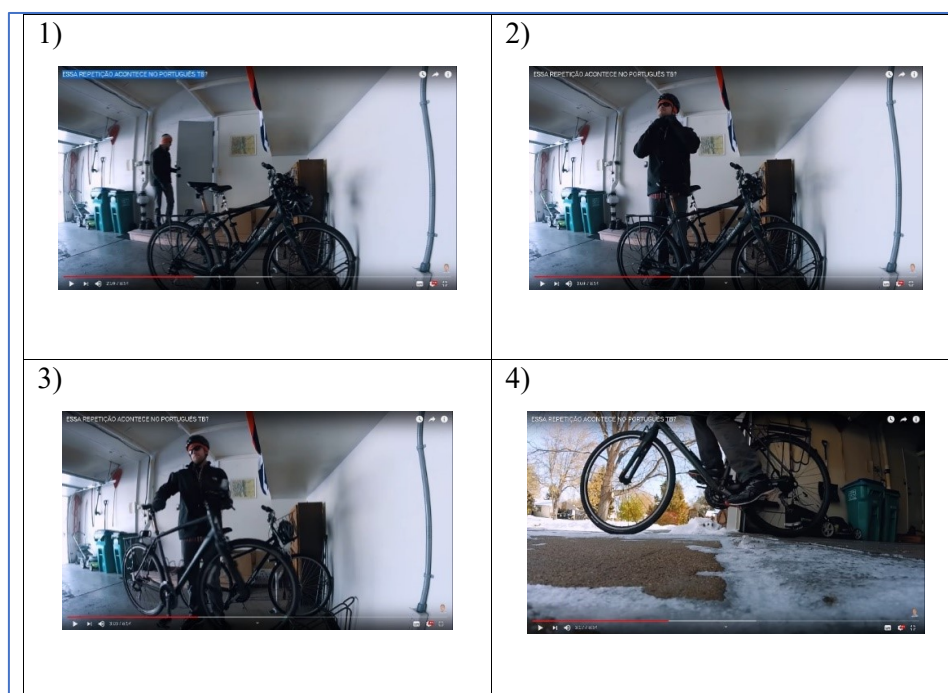 1)
2)
ESSA REPETIÇÃO ACONTECE NO PORTUGUÊS TB?
ESSA REPETIÇÃO ACONTECE NO PORTUGUÊS TB?
3)
4)
ESSA REPETIÇÃO ACONTECE NO PORTUGUÊS TB?
ESSA REPETIÇÃO ACONTECE NO PORTUGUÊS TB?